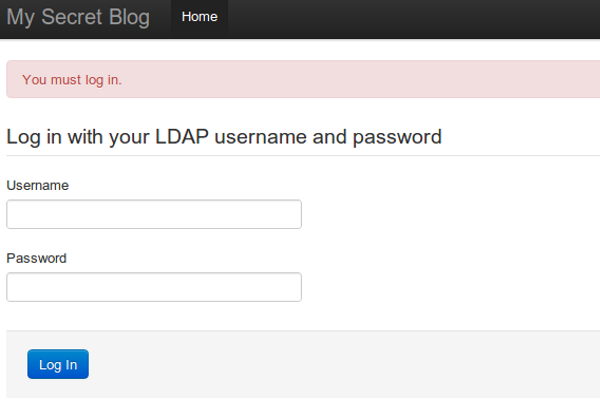 My Secret Blog Home
You must log in.
Log in with your LDAP username and password
Username
Password
Log In